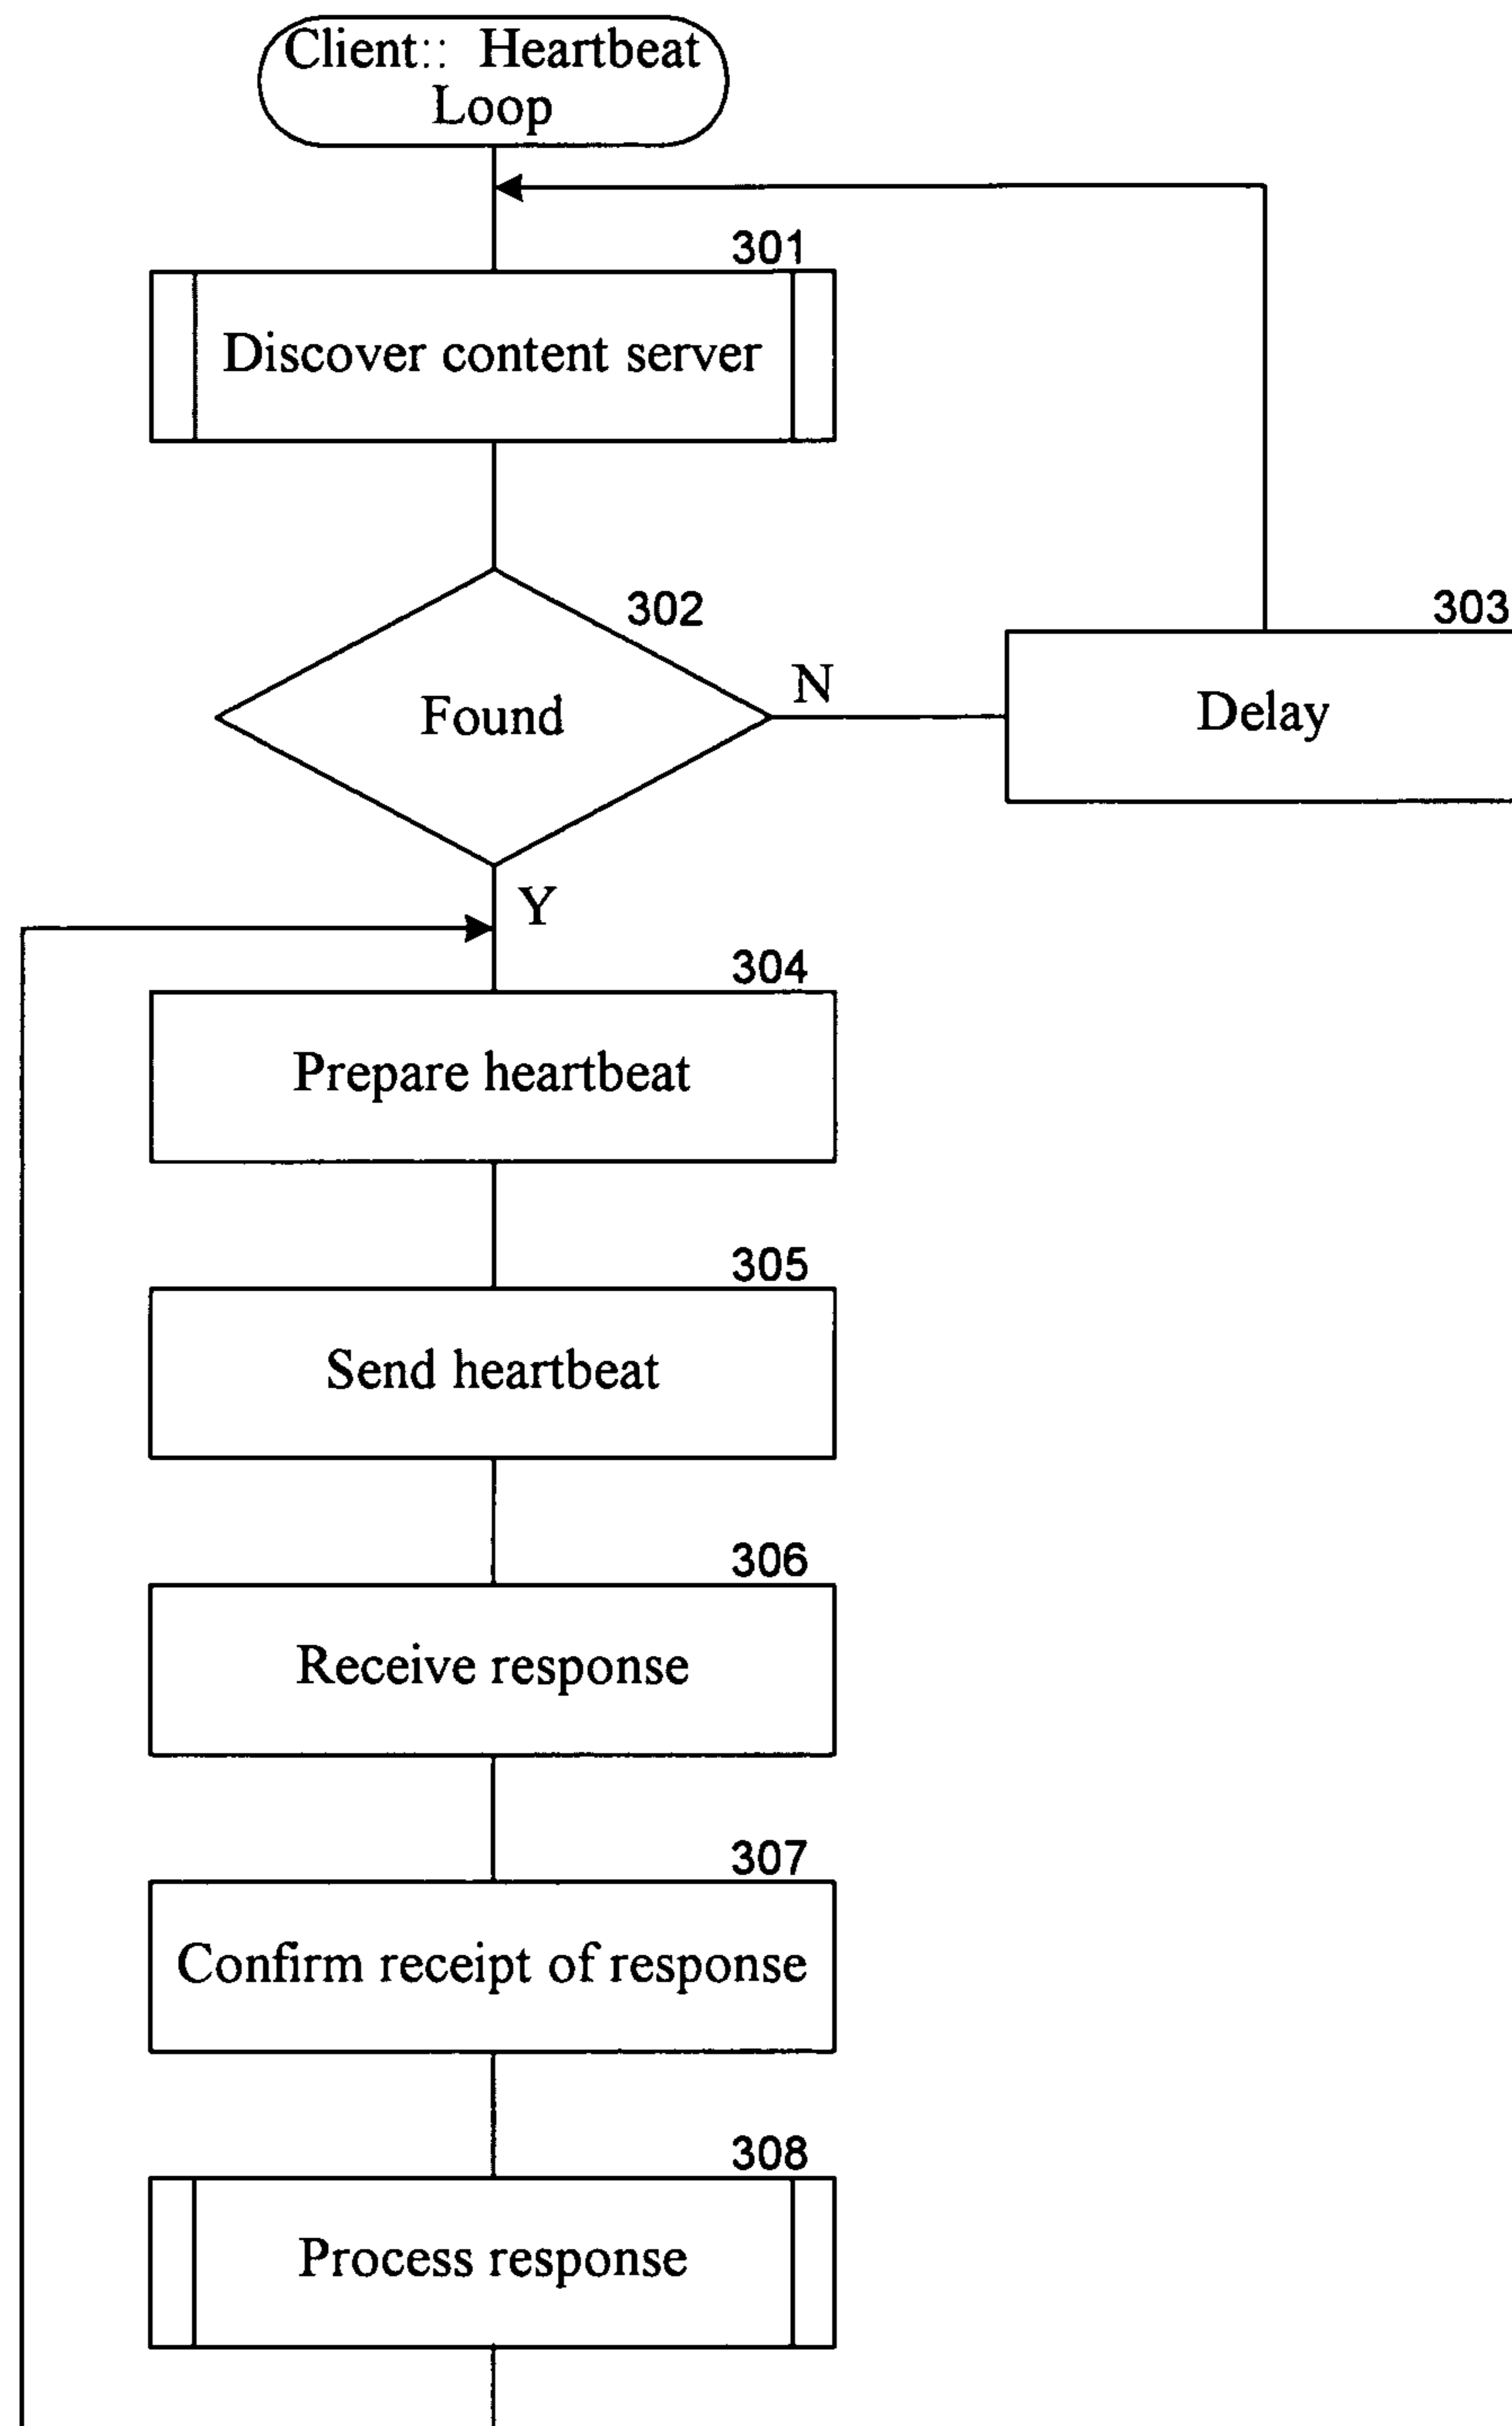 Client:: Heartbeat
Loop
301
Discover content server
302
Found
N
303
Delay
Y
304
Prepare heartbeat
305
Send heartbeat
306
Receive response
307
Confirm receipt of response
308
Process response